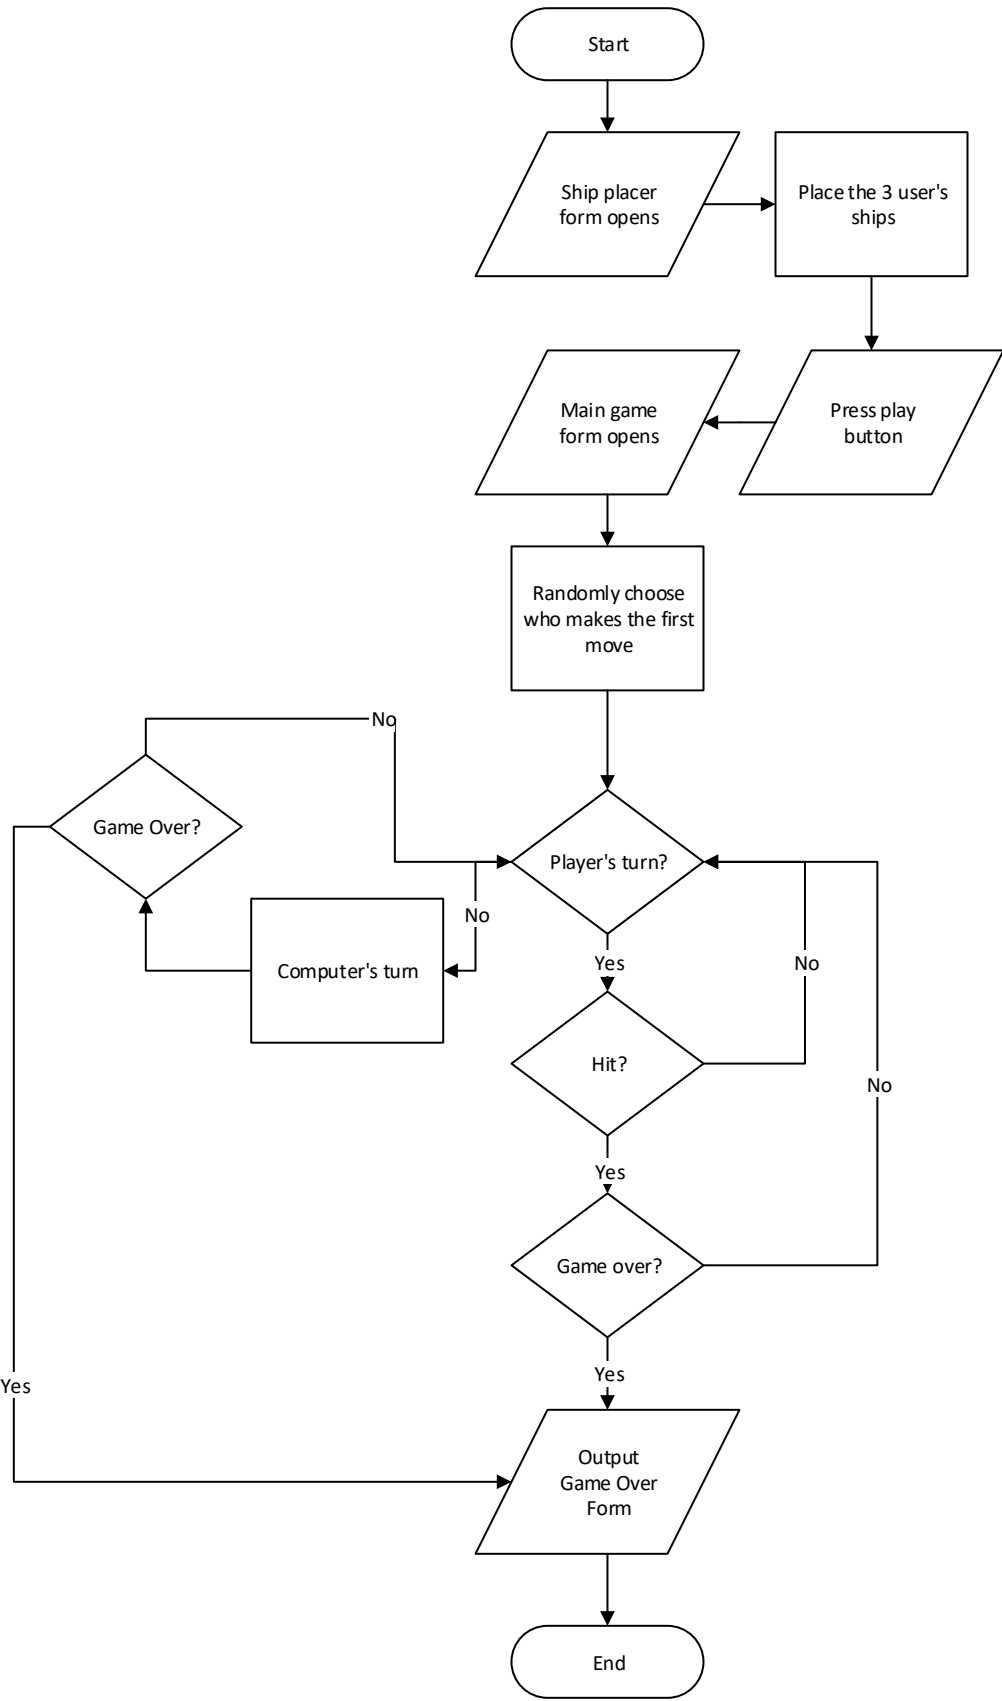 Start
Ship placer
form opens
Place the 3 user's
ships
Main game
form opens
Press play
button
Randomly choose
who makes the first
move
No
Game Over?
Player's turn?
No
Computer's turn
Yes
No
Hit?
No
Yes
Game over?
Yes
Yes
Output
Game Over
Form
End